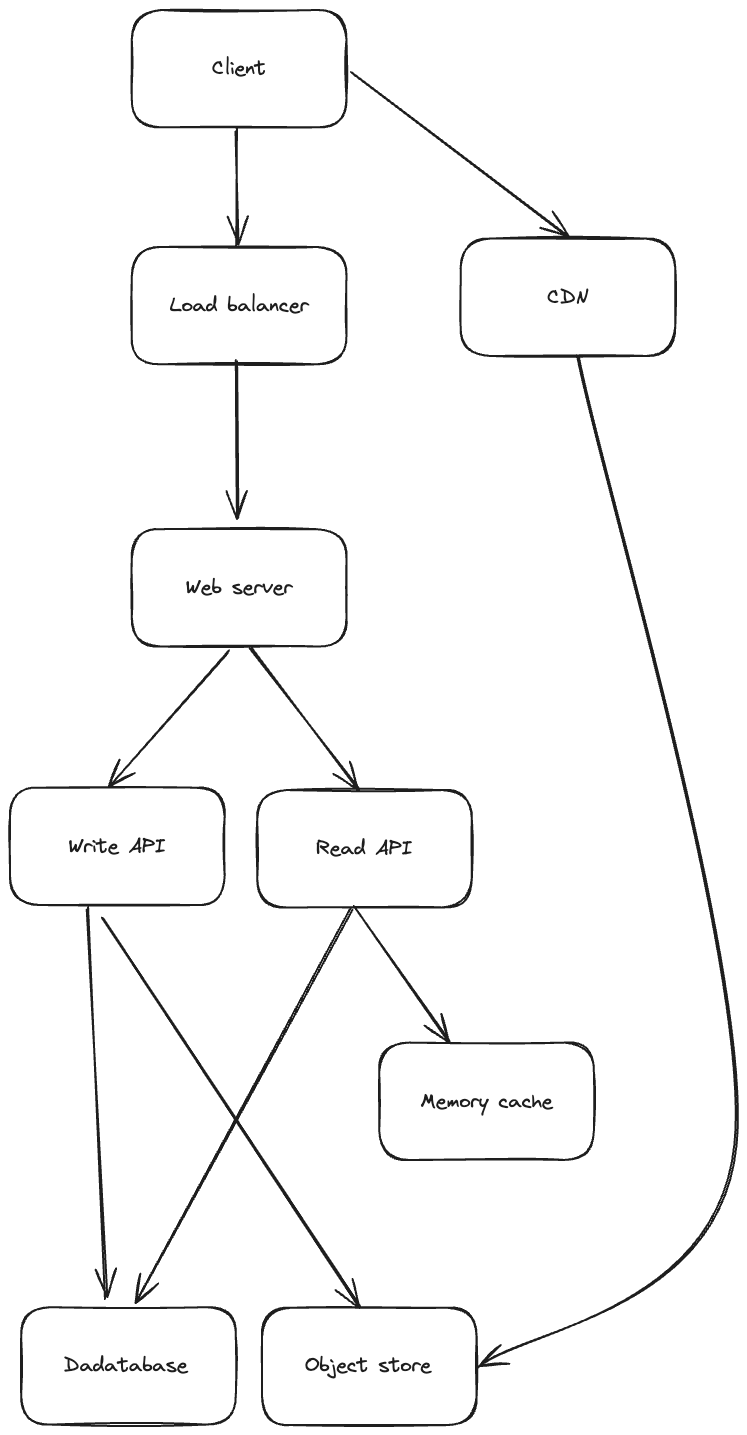 Client
Load balancer
CDN
Web server
Write API
Read API
Memory cache
Dadatabase
Object store